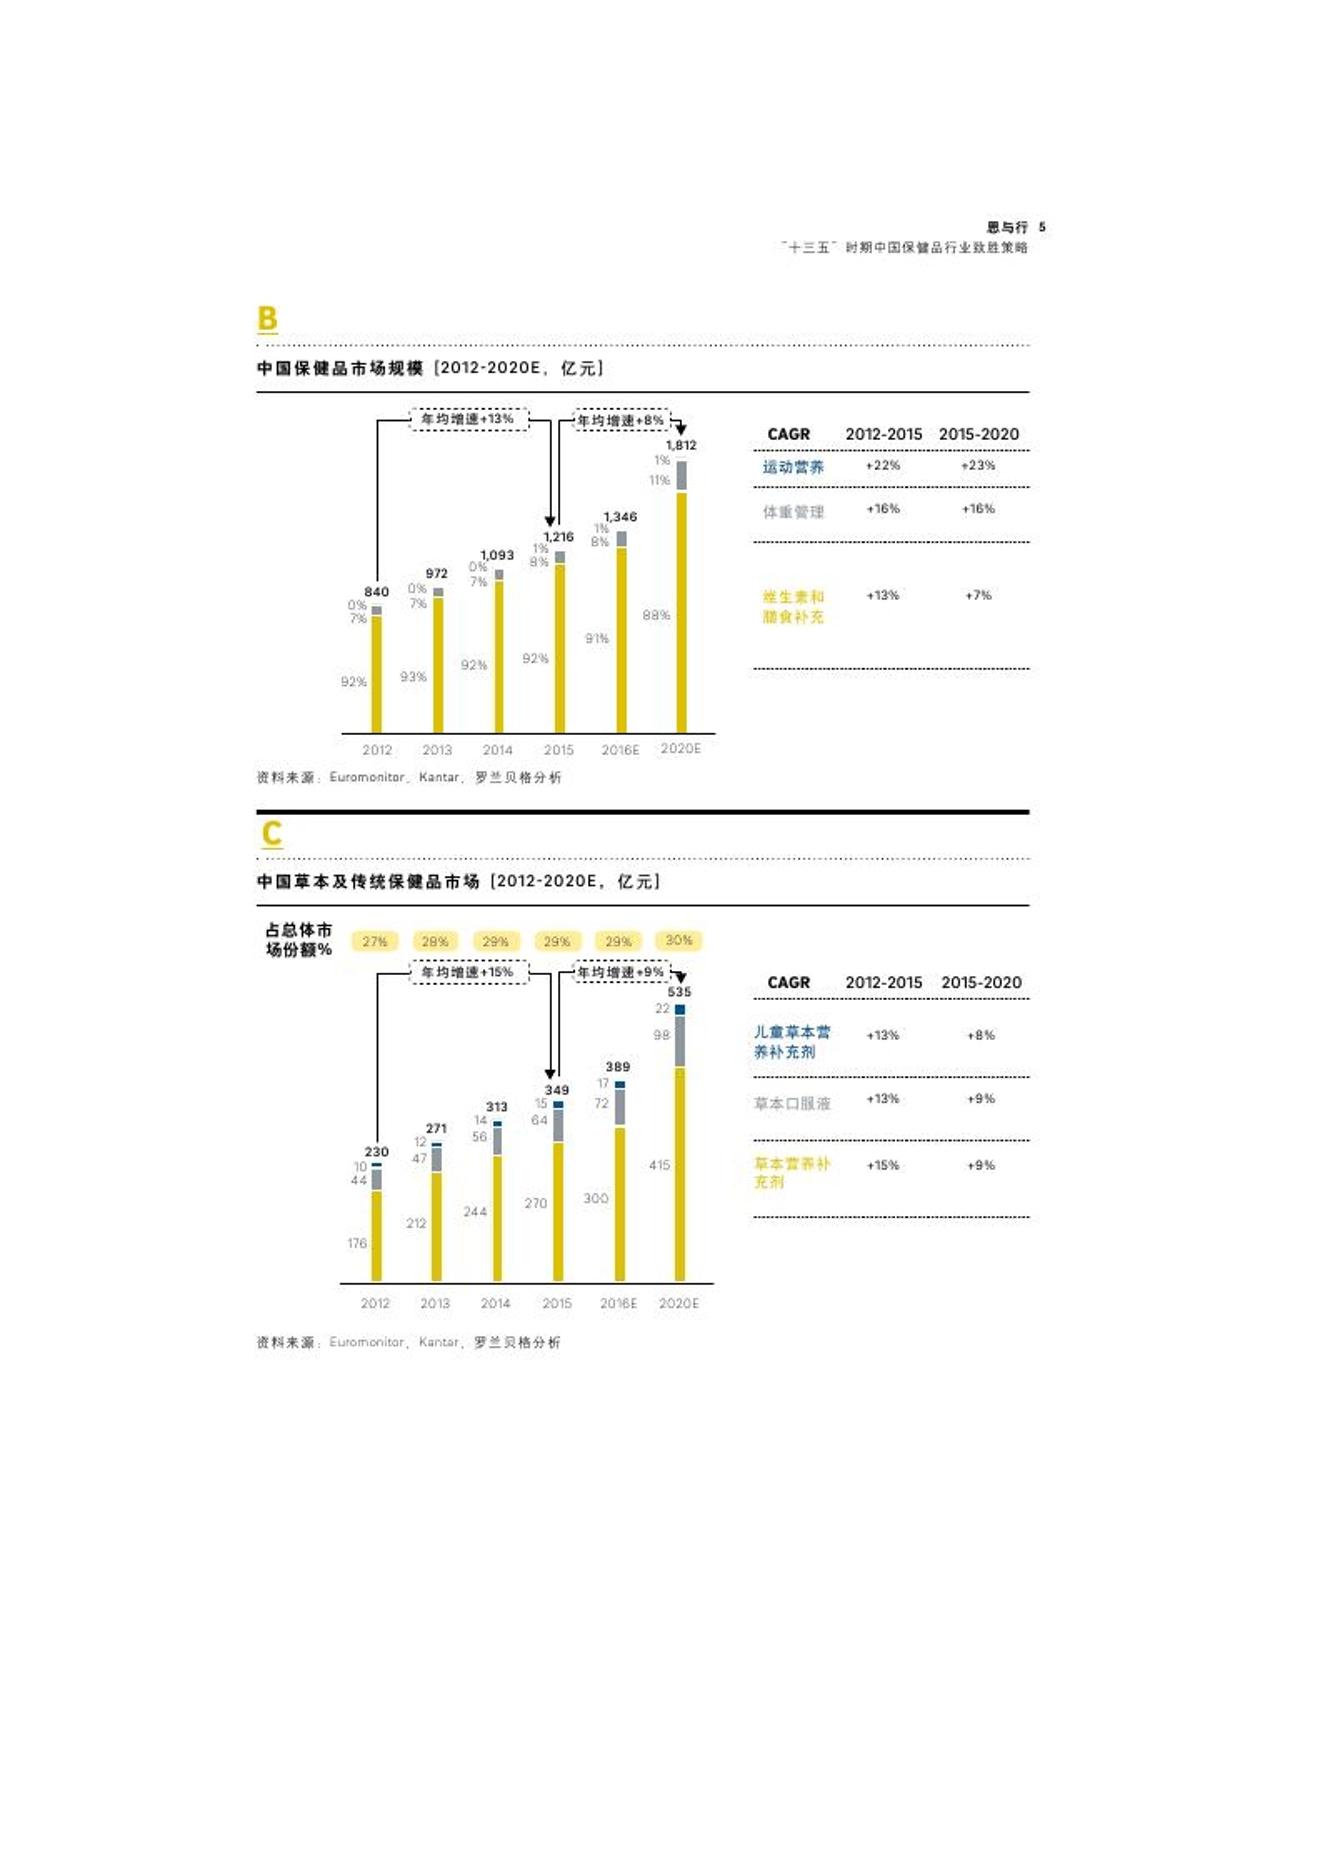 思与行 5
“十三五”时期中国保健品行业致胜策略
B
中国保健品市场规模 [2012-2020E, 亿元]
年均增速+13% 年均增速+8%
840 972 1,093 1,216 1,346 1,812
0% 0% 0% 1% 1% 1%
7% 7% 7% 8% 8% 11%
92% 93% 92% 92% 91% 88%
2012 2013 2014 2015 2016E 2020E
CAGR 2012-2015 2015-2020
运动营养 +22% +23%
体重管理 +16% +16%
维生素和 +13% +7%
膳食补充
资料来源: Euromonitor、Kantar、罗兰贝格分析
C
中国草本及传统保健品市场 [2012-2020E, 亿元]
占总体市
场份额%
27% 28% 29% 29% 29% 30%
年均增速+15% 年均增速+9%
230 271 313 349 389 535
10 12 14 15 17 22
44 47 56 64 72 98
176 212 244 270 300 415
2012 2013 2014 2015 2016E 2020E
CAGR 2012-2015 2015-2020
儿童草本营 +13% +8%
养补充剂
草本口服液 +13% +9%
草本营养补 +15% +9%
充剂
资料来源: Euromonitor、Kantar、罗兰贝格分析